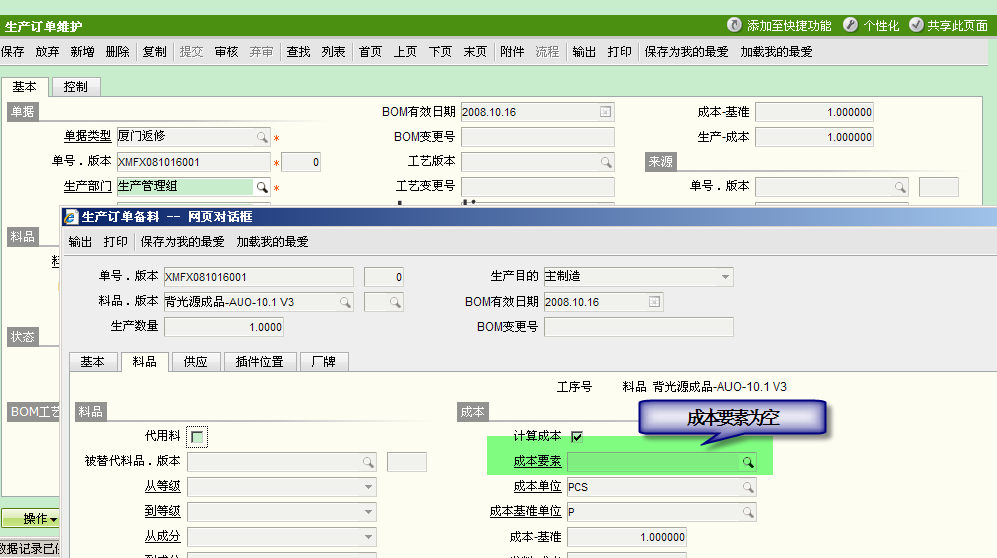 生产订单维护 添加至快捷功能 个性化 共享此页面
保存 放弃 新增 删除 复制 提交 审核 弃审 查找 列表 首页 上页 下页 末页 附件 流程 输出 打印 保存为我的最爱 加载我的最爱
基本 控制
单据 BOM有效日期 2008.10.16 成本-基准 1.000000
单据类型 厦门返修 * BOM变更号 生产-成本 1.000000
单号．版本 XMFX081016001 * 0 工艺版本 来源
生产部门 生产管理组 * 工艺变更号 单号．版本
生产订单备料 -- 网页对话框
料品
输出 打印 保存为我的最爱 加载我的最爱
单号．版本 XMFX081016001 0 生产目的 主制造
料品．版本 背光源成品-AUO-10.1 V3 BOM有效日期 2008.10.16
生产数量 1.0000 BOM变更号
状态
基本 料品 供应 插件位置 厂牌
工序号 料品 背光源成品-AUO-10.1 V3
BOM工艺 料品 成本
成本要素为空
代用料 计算成本
被替代料品．版本 成本要素
从等级 成本单位 PCS
到等级 成本基准单位 P
操作
从成分 成本-基准 1.000000
数据记录已
到成分